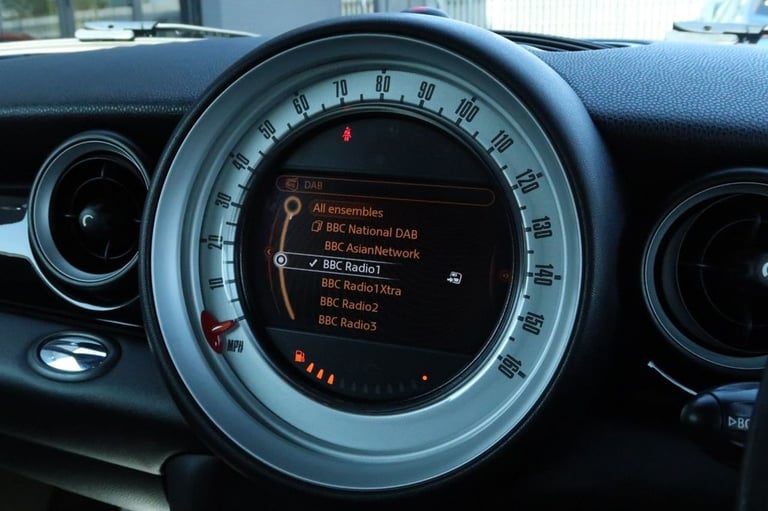 10
20
30
40
50
60
70
80
90
100
110
120
130
140
150
160
MPH
DAB
All ensembles
BBC National DAB
BBC AsianNetwork
BBC Radio1
BBC Radio1Xtra
BBC Radio2
BBC Radio3
BC